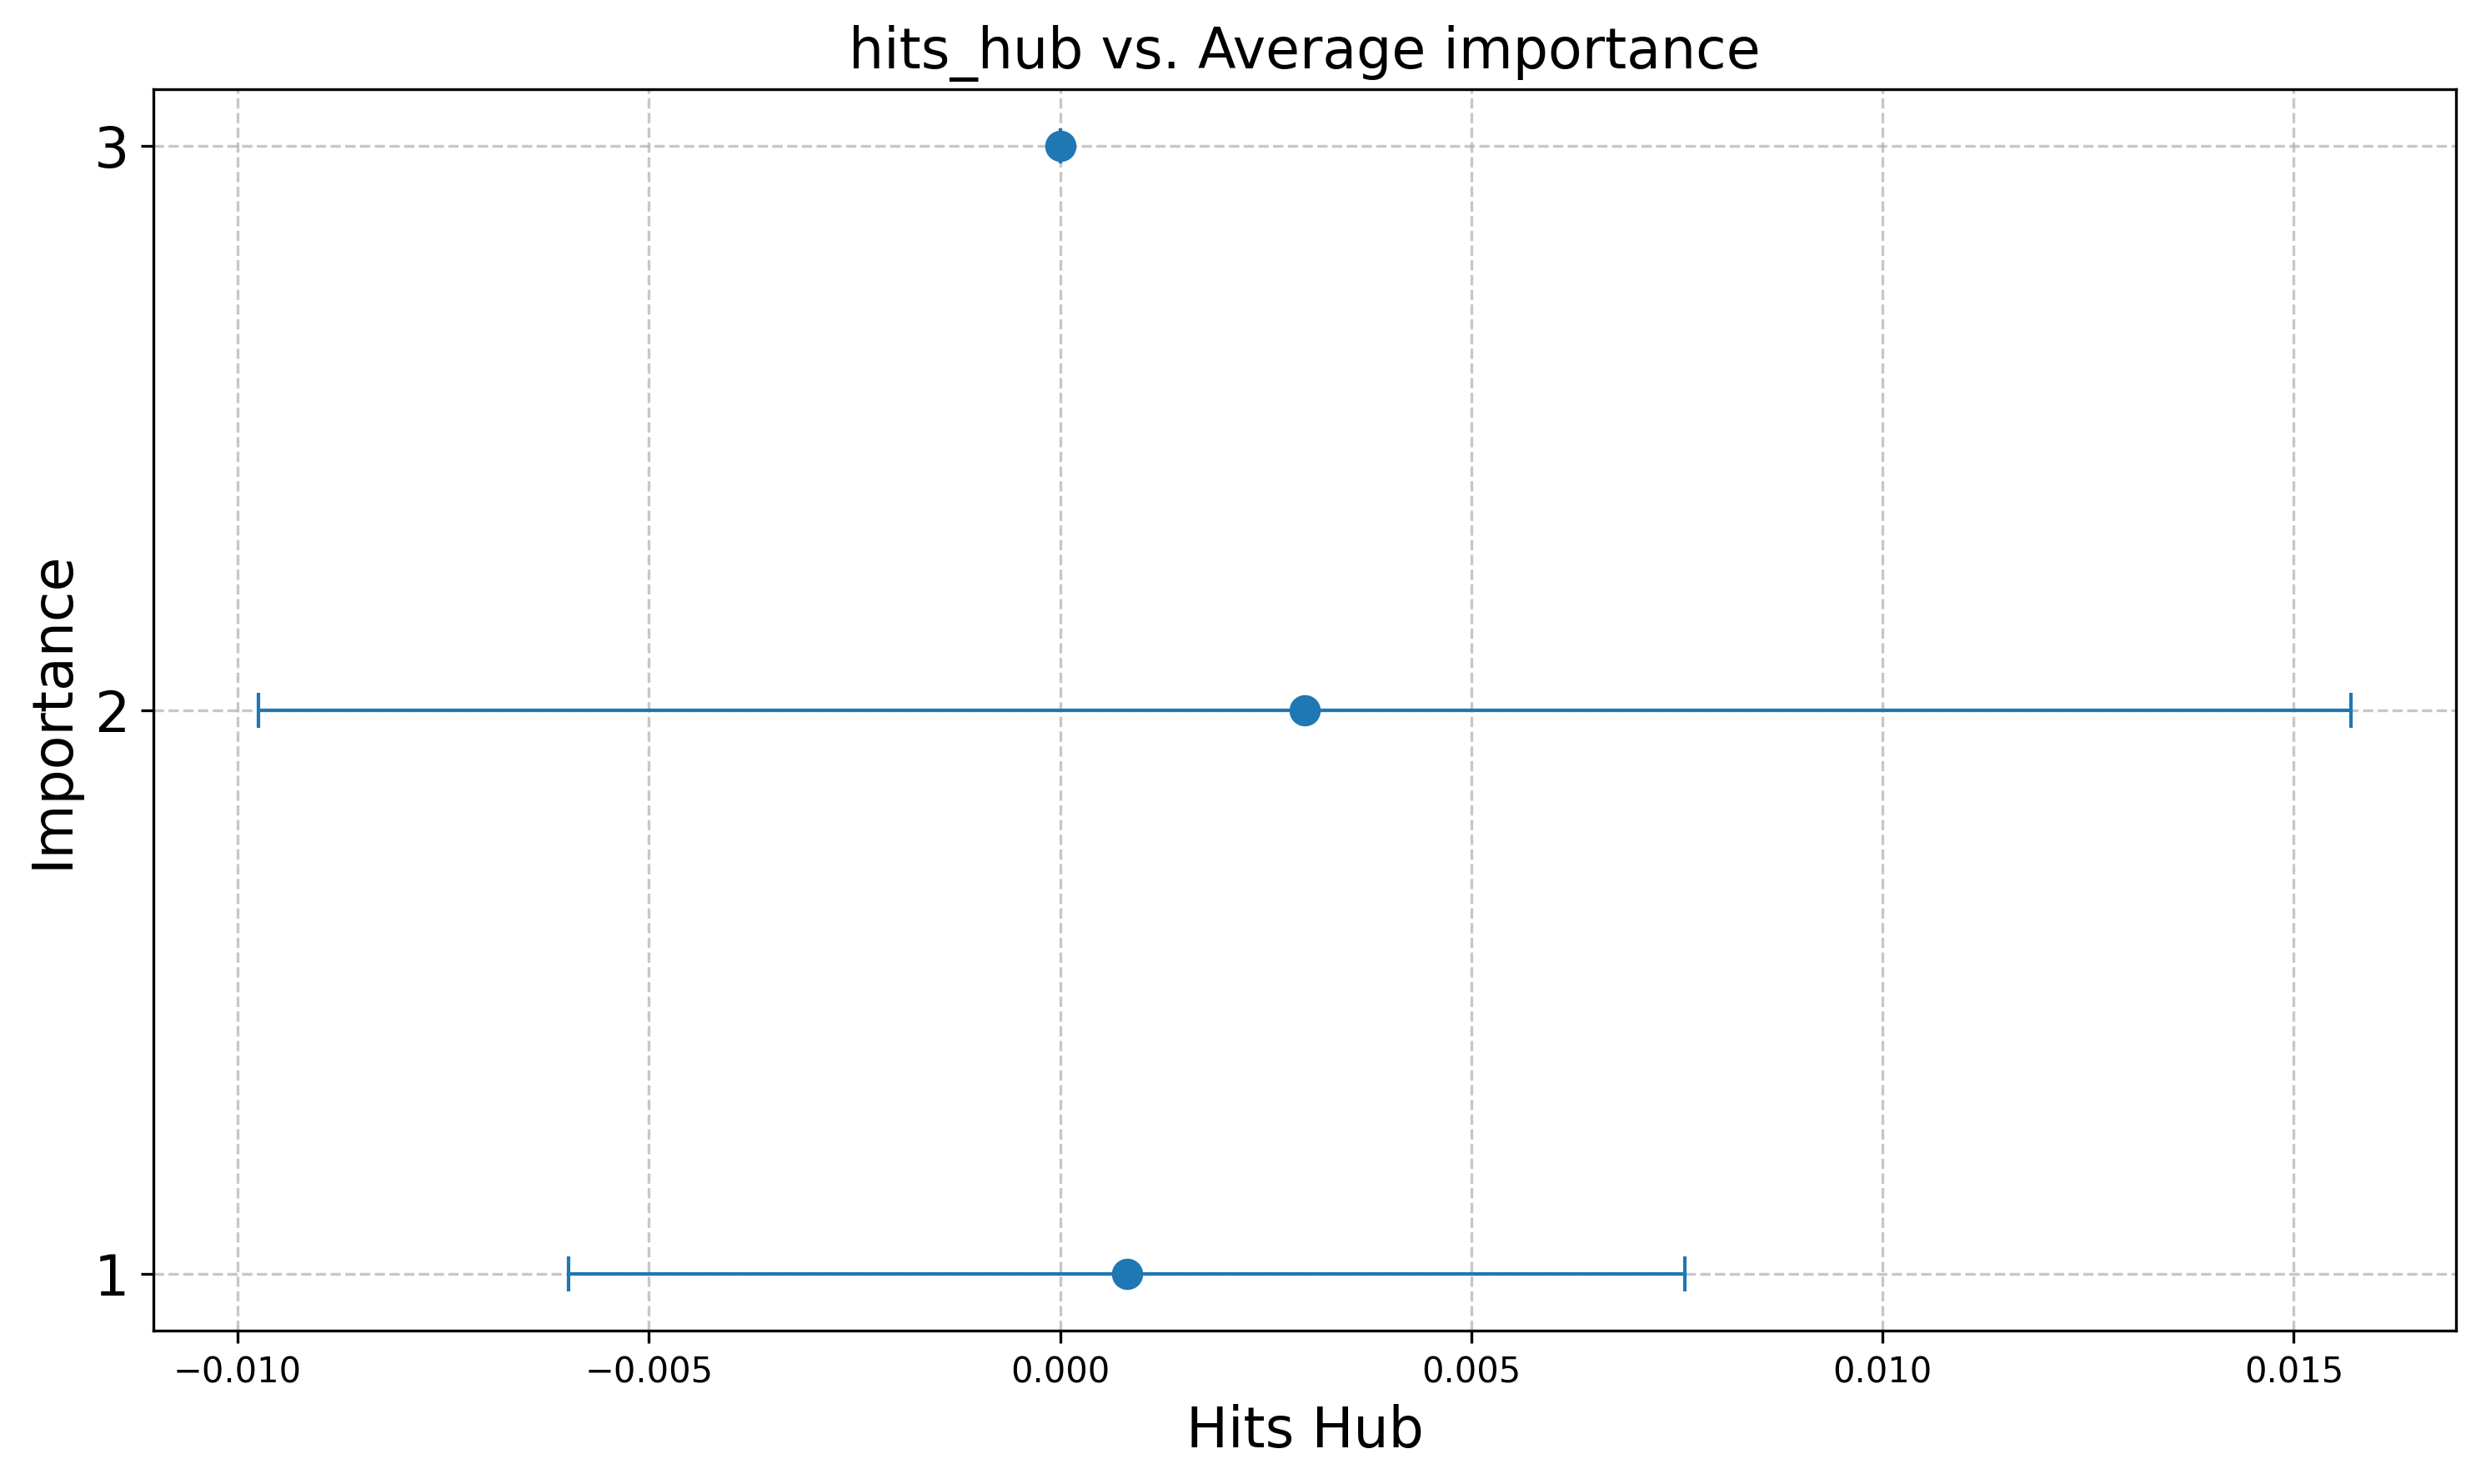 hits_hub vs. Average importance
Importance
3
2
1
−0.010 −0.005 0.000 0.005 0.010 0.015
Hits Hub